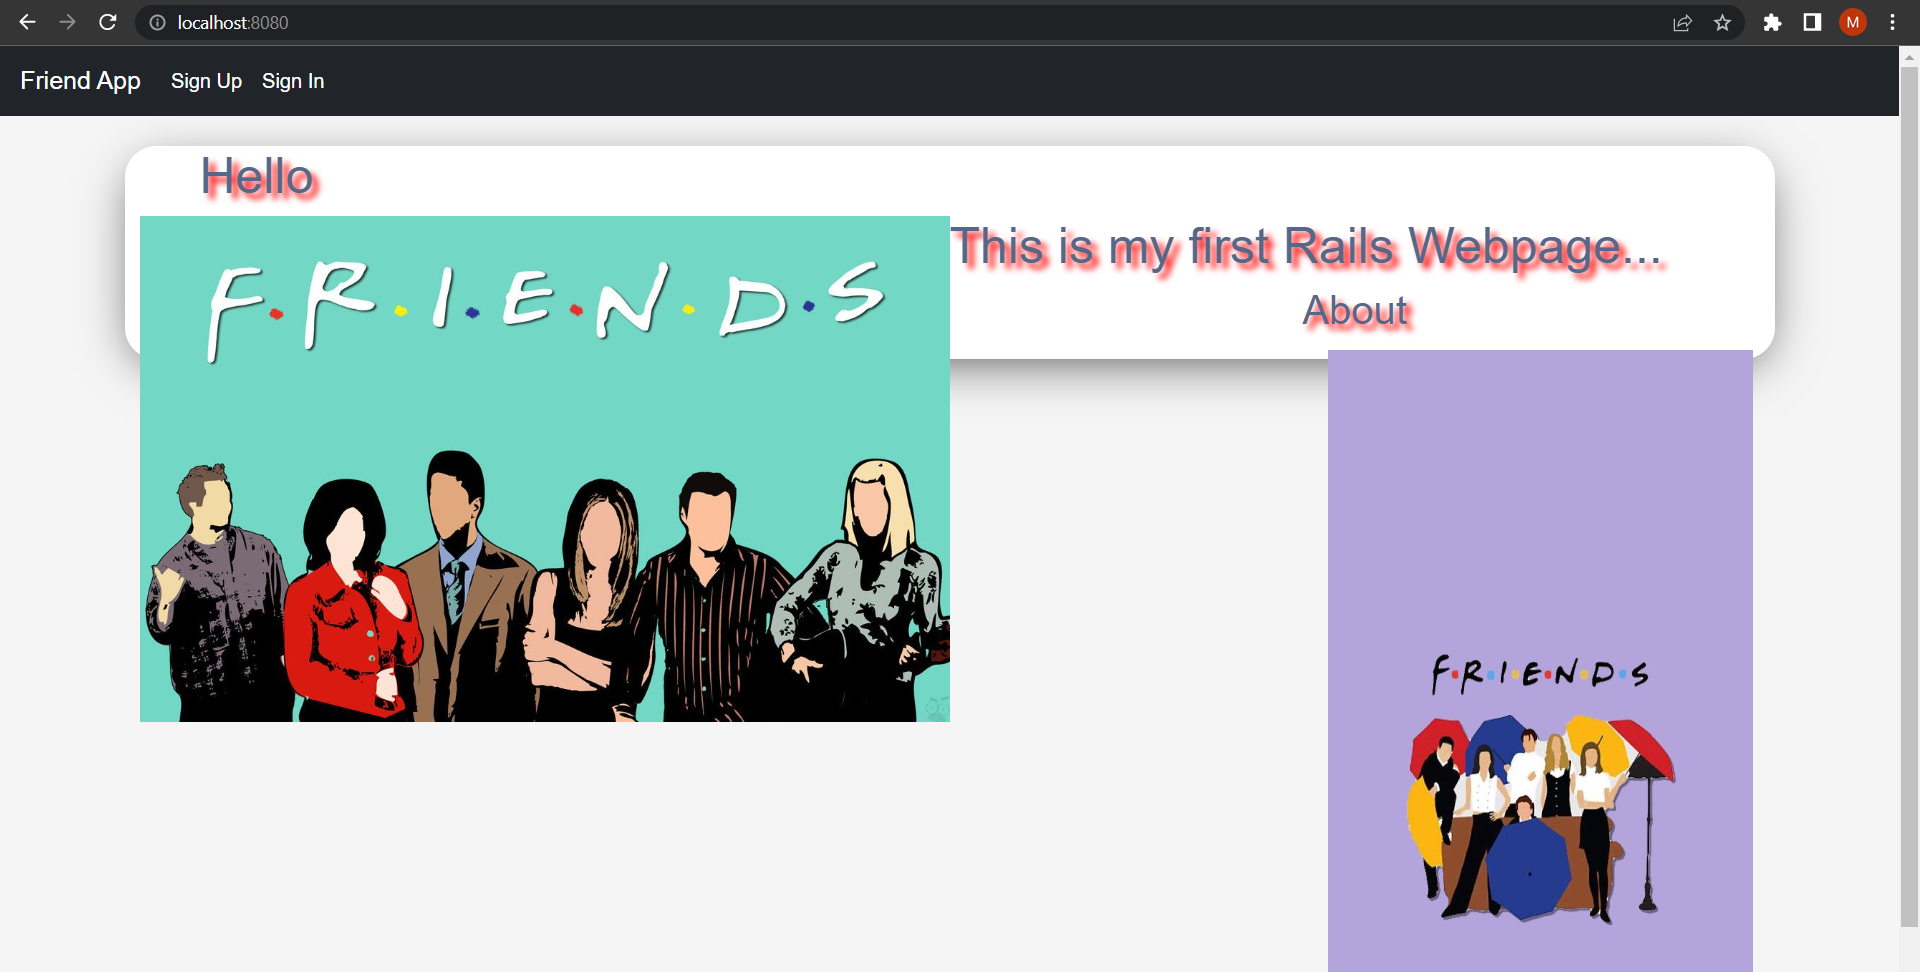 localhost:8080
M
Friend App Sign Up Sign In
Hello
F.R.I.E.N.D.S
This is my first Rails Webpage...
About
F.R.I.E.N.D.S